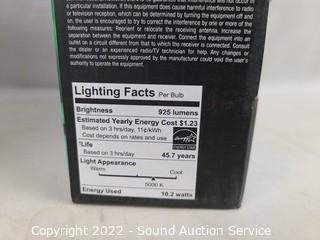 a particular installation. If this equipment does cause harmful interference to radio
or television reception, which can be determined by turning the equipment off and
on, the user is encouraged to try to correct the interference by one or more of the
following measures. Reorient or relocate the receiving antenna. Increase the
separation between the equipment and receiver. Connect the equipment into an
outlet on a circuit different from that to which the receiver is connected. Consult
the dealer or an experienced radio/TV technician for help. Any changes or
modifications not expressly approved by the manufacturer could void the user's
authority to operate the equipment.
Lighting Facts Per Bulb
Brightness 925 lumens
Estimated Yearly Energy Cost $1.23
Based on 3 hrs/day, 11¢/kWh
Cost depends on rates and use
ENERGY STAR
*Life
Based on 3 hrs/day 45.7 years
Light Appearance
Warm Cool
5000 K
Energy Used 10.2 watts
Copyright 2022 - Sound Auction Service